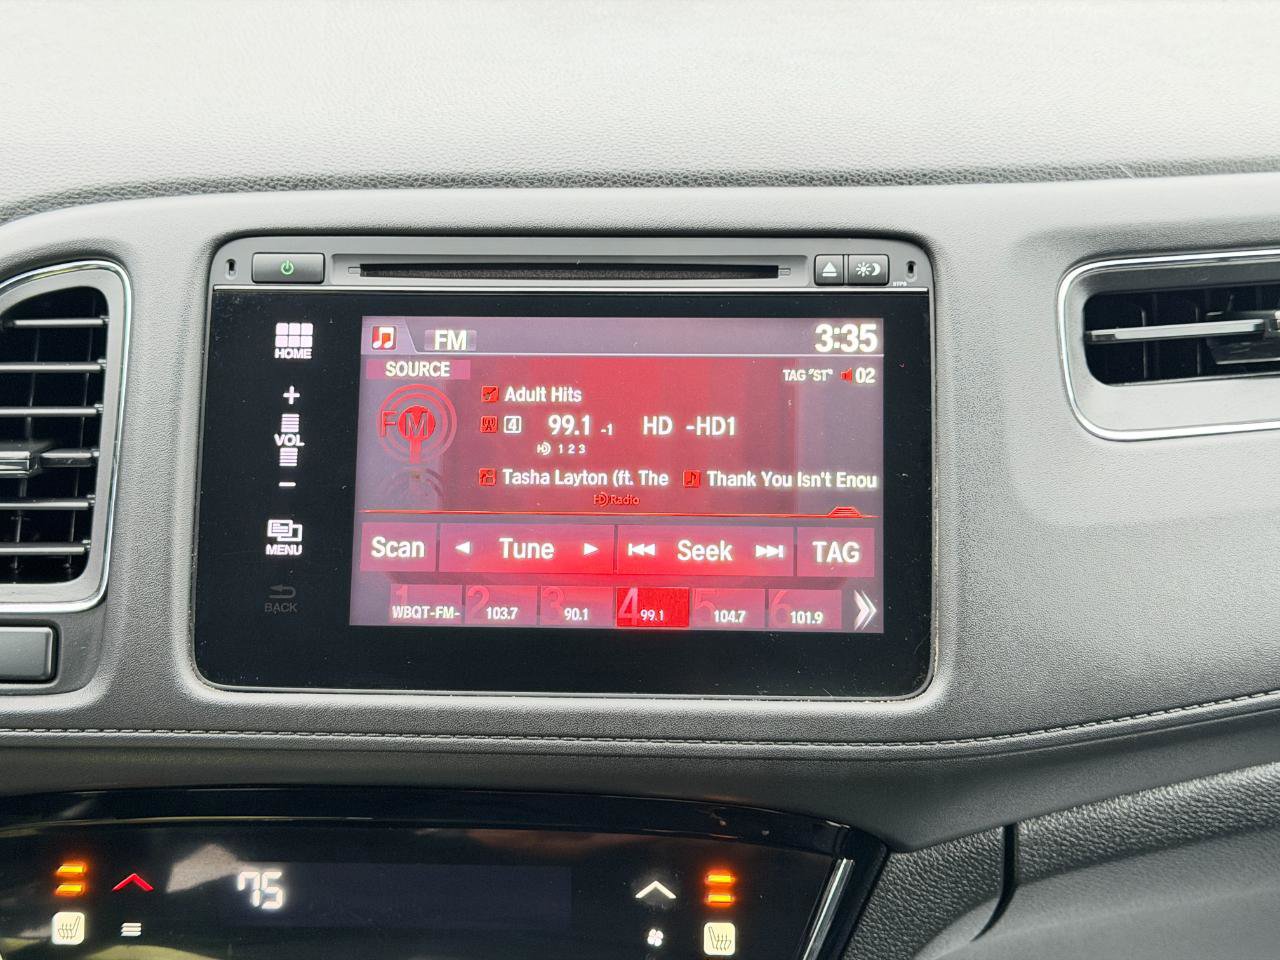 HOME
+
VOL
−
MENU
BACK
FM
3:35
SOURCE
TAG "ST" 02
FM
Adult Hits
4 99.1 -1 HD -HD1
HD 1 2 3
Tasha Layton (ft. The
Thank You Isn't Enou
HD Radio
Scan
Tune
Seek
TAG
1 WBQT-FM-
2 103.7
3 90.1
4 99.1
5 104.7
6 101.9
75